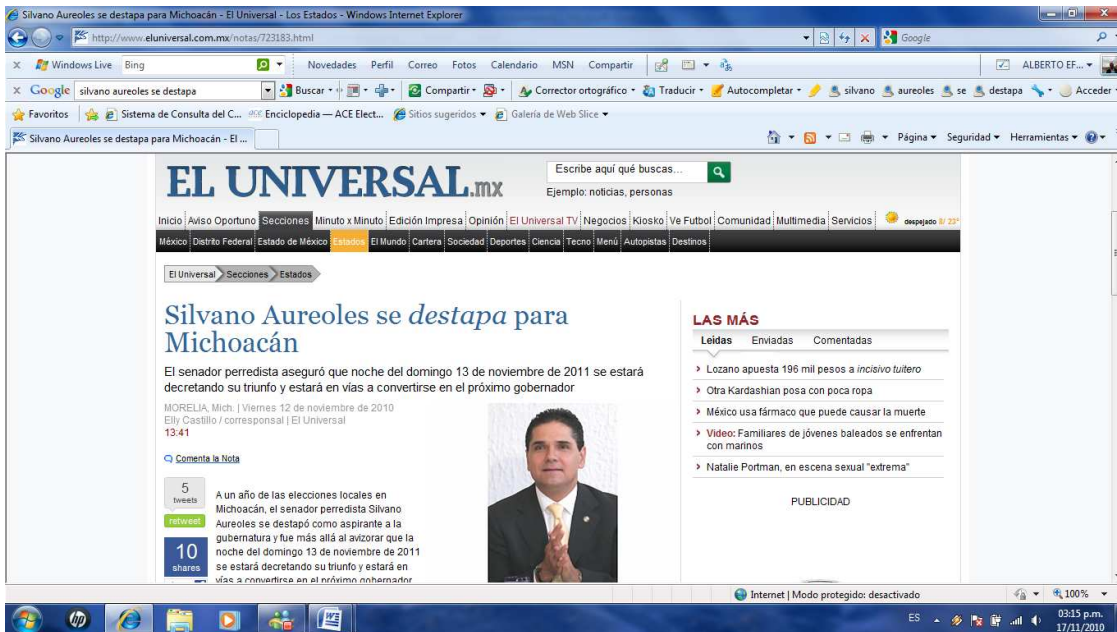 Silvano Aureoles se destapa para Michoacán - El Universal - Los Estados - Windows Internet Explorer
http://www.eluniversal.com.mx/notas/723183.html
Google
Windows Live Bing Novedades Perfil Correo Fotos Calendario MSN Compartir ALBERTO EF...
Google silvano aureoles se destapa Buscar Compartir Corrector ortográfico Traducir Autocompletar silvano aureoles se destapa Acceder
Favoritos Sistema de Consulta del C... Enciclopedia — ACE Elect... Sitios sugeridos Galería de Web Slice
Silvano Aureoles se destapa para Michoacán - El ... Página Seguridad Herramientas
EL UNIVERSAL.mx
Escribe aquí qué buscas...
Ejemplo: noticias, personas
Inicio Aviso Oportuno Secciones Minuto x Minuto Edición Impresa Opinión El Universal TV Negocios Kiosko Ve Futbol Comunidad Multimedia Servicios despejado 8/ 23°
México Distrito Federal Estado de México Estados El Mundo Cartera Sociedad Deportes Ciencia Tecno Menú Autopistas Destinos
El Universal Secciones Estados
Silvano Aureoles se destapa para
Michoacán
El senador perredista aseguró que noche del domingo 13 de noviembre de 2011 se estará
decretando su triunfo y estará en vías a convertirse en el próximo gobernador
MORELIA, Mich. | Viernes 12 de noviembre de 2010
Elly Castillo / corresponsal | El Universal
13:41
Comenta la Nota
5
tweets
retweet
10
shares
A un año de las elecciones locales en
Michoacán, el senador perredista Silvano
Aureoles se destapó como aspirante a la
gubernatura y fue más allá al avizorar que la
noche del domingo 13 de noviembre de 2011
se estará decretando su triunfo y estará en
vías a convertirse en el próximo gobernador
LAS MÁS
Leidas Enviadas Comentadas
Lozano apuesta 196 mil pesos a incisivo tuitero
Otra Kardashian posa con poca ropa
México usa fármaco que puede causar la muerte
Video: Familiares de jóvenes baleados se enfrentan
con marinos
Natalie Portman, en escena sexual "extrema"
PUBLICIDAD
Internet | Modo protegido: desactivado 100%
hp ES 03:15 p.m.
17/11/2010